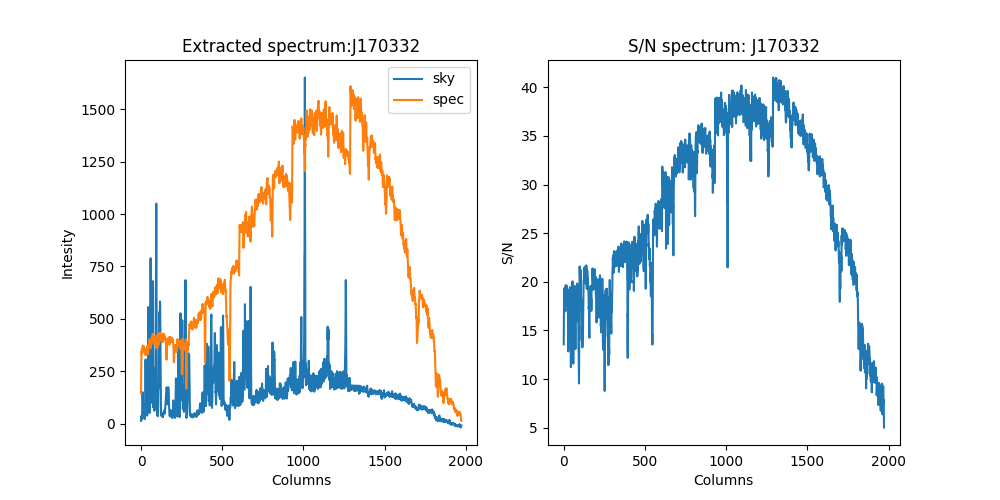 Extracted spectrum:J170332
sky
spec
1500
1250
1000
750
500
250
0
Intesity
0 500 1000 1500 2000
Columns
S/N spectrum: J170332
40
35
30
25
20
15
10
5
S/N
0 500 1000 1500 2000
Columns